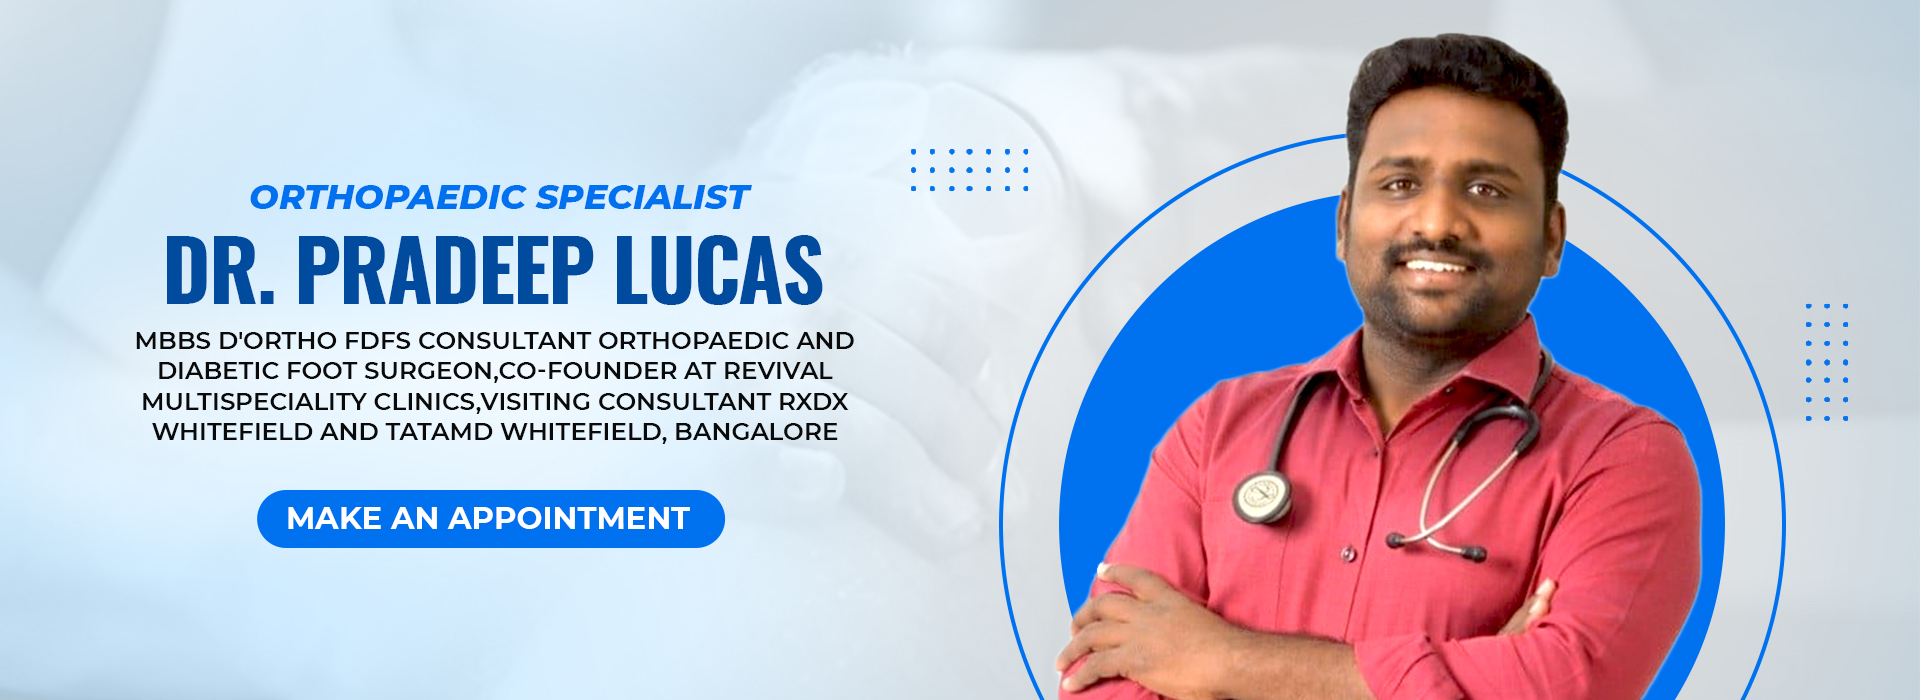 ORTHOPAEDIC SPECIALIST
DR. PRADEEP LUCAS
MBBS D'ORTHO FDFS CONSULTANT ORTHOPAEDIC AND
DIABETIC FOOT SURGEON,CO-FOUNDER AT REVIVAL
MULTISPECIALITY CLINICS,VISITING CONSULTANT RXDX
WHITEFIELD AND TATAMD WHITEFIELD, BANGALORE
MAKE AN APPOINTMENT